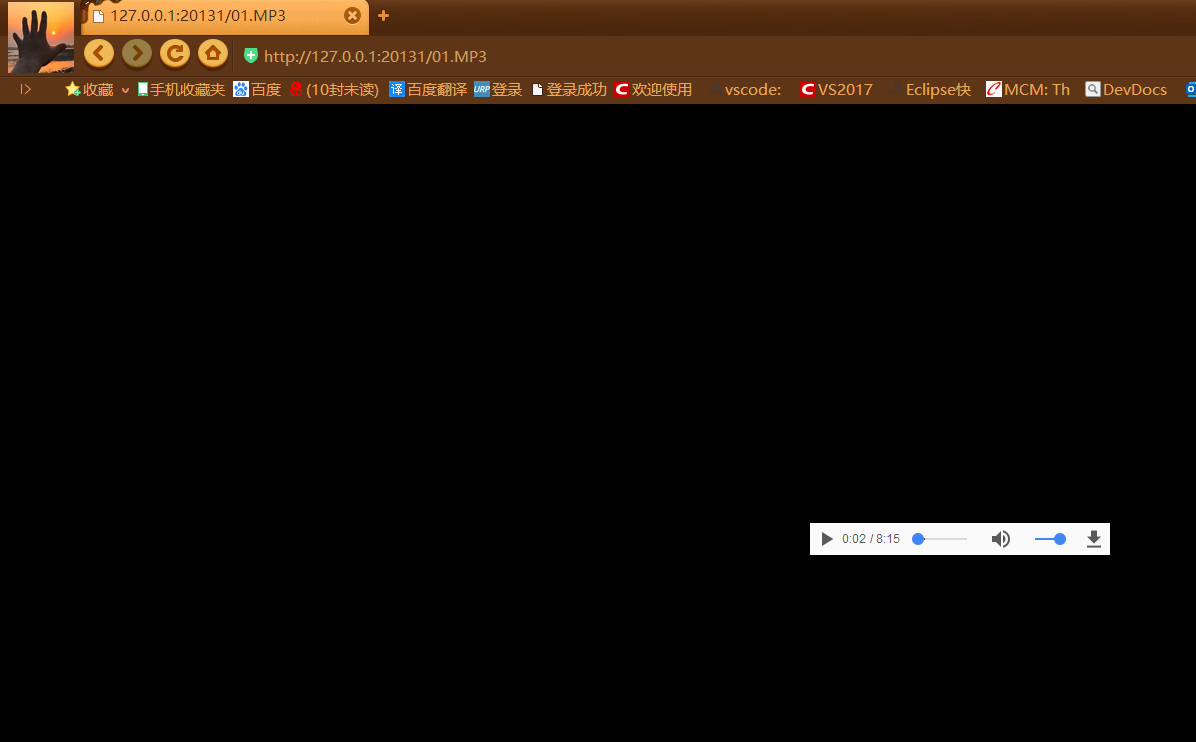 127.0.0.1:20131/01.MP3
http://127.0.0.1:20131/01.MP3
收藏 手机收藏夹 百度 (10封未读) 译 百度翻译 URP 登录 登录成功 C 欢迎使用 vscode: C VS2017 Eclipse快 C MCM: Th DevDocs
0:02 / 8:15